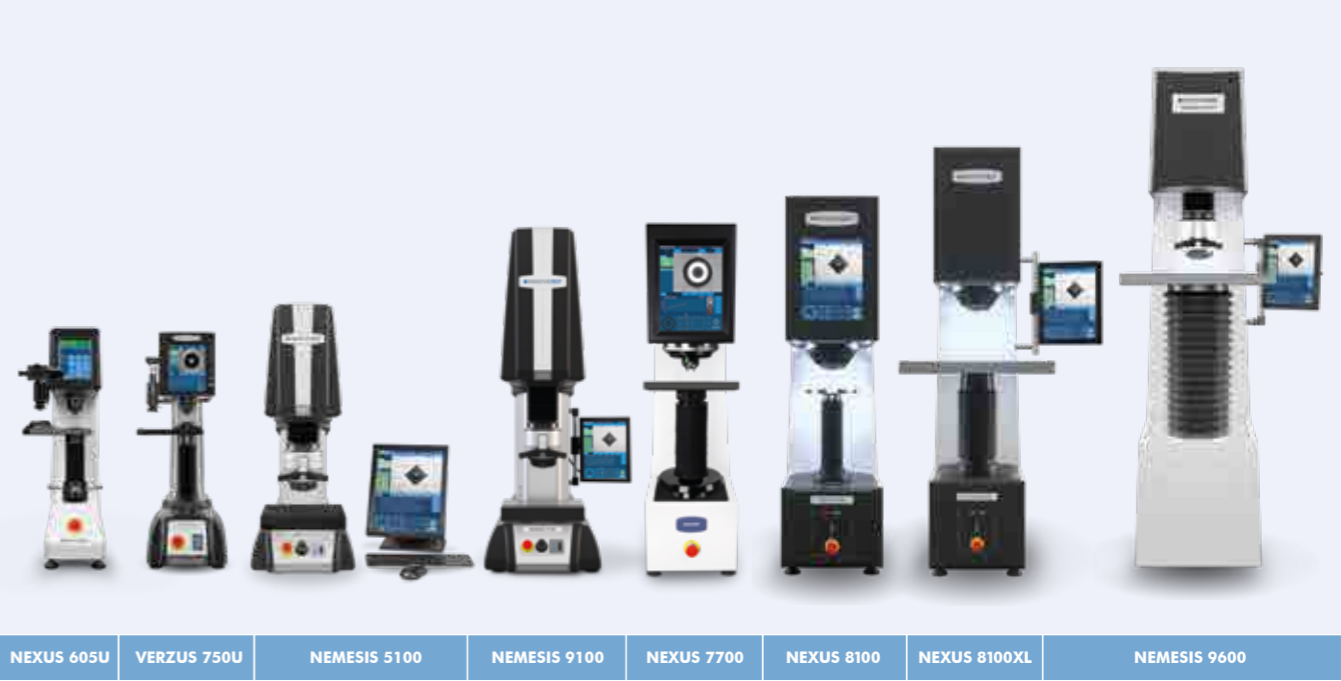 NEXUS 605U
VERZUS 750U
NEMESIS 5100
NEMESIS 9100
NEXUS 7700
NEXUS 8100
NEXUS 8100XL
NEMESIS 9600